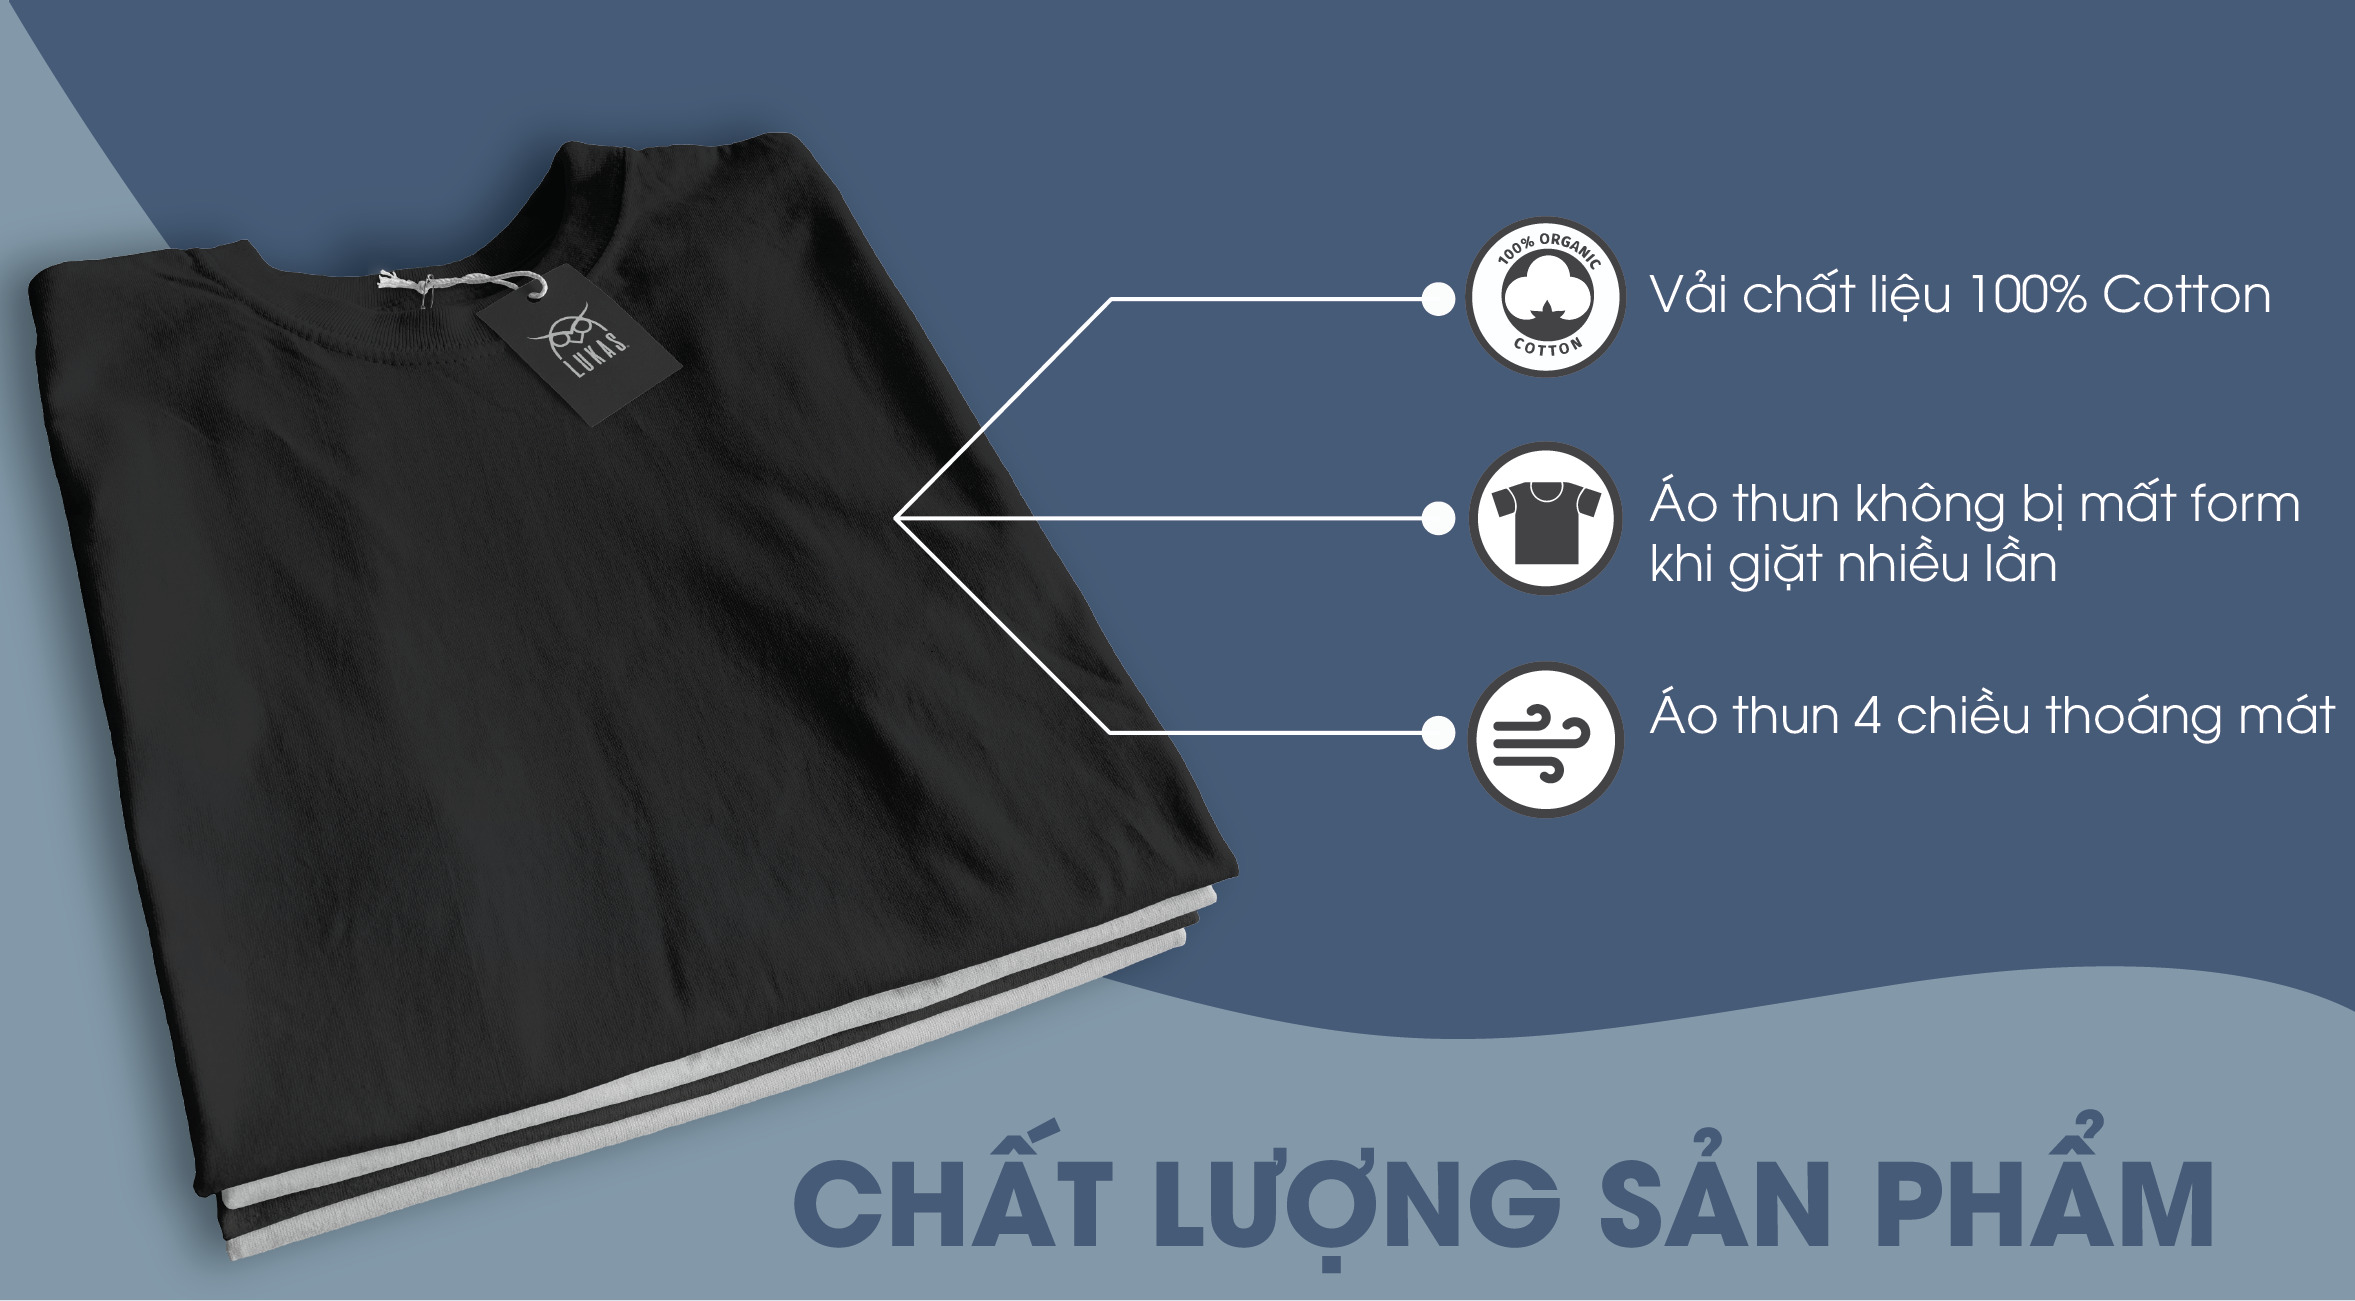 LUKAS
100% ORGANIC
COTTON
Vải chất liệu 100% Cotton
Áo thun không bị mất form
khi giặt nhiều lần
Áo thun 4 chiều thoáng mát
CHẤT LƯỢNG SẢN PHẨM